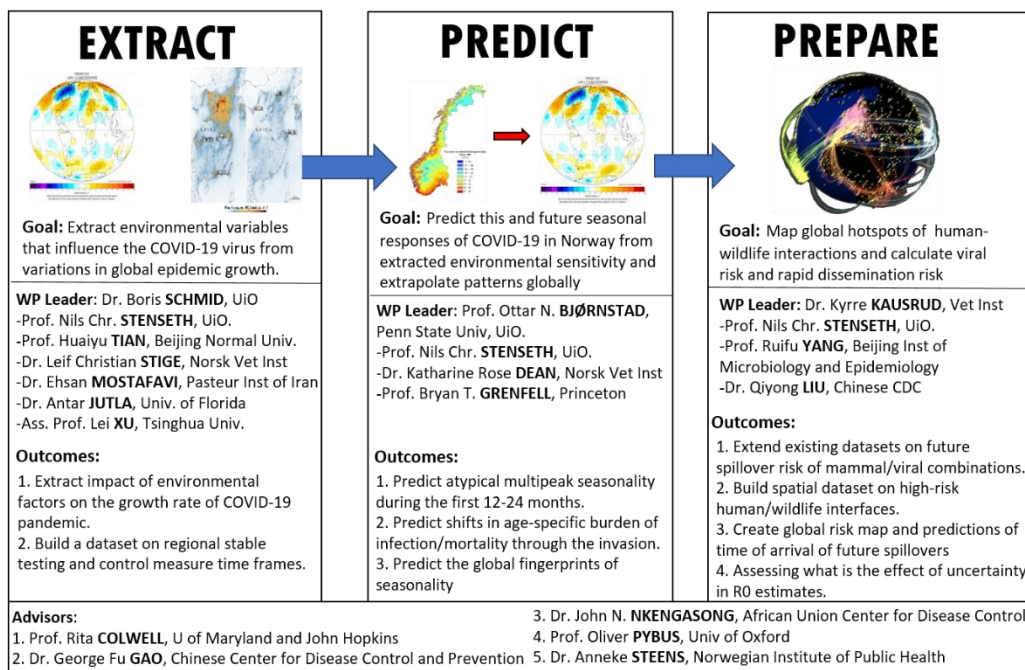 EXTRACT
Goal: Extract environmental variables
that influence the COVID-19 virus from
variations in global epidemic growth.
WP Leader: Dr. Boris SCHMID, UiO
-Prof. Nils Chr. STENSETH, UiO.
-Prof. Huaiyu TIAN, Beijing Normal Univ.
-Dr. Leif Christian STIGE, Norsk Vet Inst
-Dr. Ehsan MOSTAFAVI, Pasteur Inst of Iran
-Dr. Antar JUTLA, Univ. of Florida
-Ass. Prof. Lei XU, Tsinghua Univ.
Outcomes:
1. Extract impact of environmental
factors on the growth rate of COVID-19
pandemic.
2. Build a dataset on regional stable
testing and control measure time frames.
PREDICT
Goal: Predict this and future seasonal
responses of COVID-19 in Norway from
extracted environmental sensitivity and
extrapolate patterns globally
WP Leader: Prof. Ottar N. BJØRNSTAD,
Penn State Univ, UiO.
-Prof. Nils Chr. STENSETH, UiO.
-Dr. Katharine Rose DEAN, Norsk Vet Inst
-Prof. Bryan T. GRENFELL, Princeton
Outcomes:
1. Predict atypical multipeak seasonality
during the first 12-24 months.
2. Predict shifts in age-specific burden of
infection/mortality through the invasion.
3. Predict the global fingerprints of
seasonality
PREPARE
Goal: Map global hotspots of human-
wildlife interactions and calculate viral
risk and rapid dissemination risk
WP Leader: Dr. Kyrre KAUSRUD, Vet Inst
-Prof. Nils Chr. STENSETH, UiO.
-Prof. Ruifu YANG, Beijing Inst of
Microbiology and Epidemiology
-Dr. Qiyong LIU, Chinese CDC
Outcomes:
1. Extend existing datasets on future
spillover risk of mammal/viral combinations.
2. Build spatial dataset on high-risk
human/wildlife interfaces.
3. Create global risk map and predictions of
time of arrival of future spillovers
4. Assessing what is the effect of uncertainty
in R0 estimates.
Advisors:
1. Prof. Rita COLWELL, U of Maryland and John Hopkins
2. Dr. George Fu GAO, Chinese Center for Disease Control and Prevention
3. Dr. John N. NKENGASONG, African Union Center for Disease Control
4. Prof. Oliver PYBUS, Univ of Oxford
5. Dr. Anneke STEENS, Norwegian Institute of Public Health